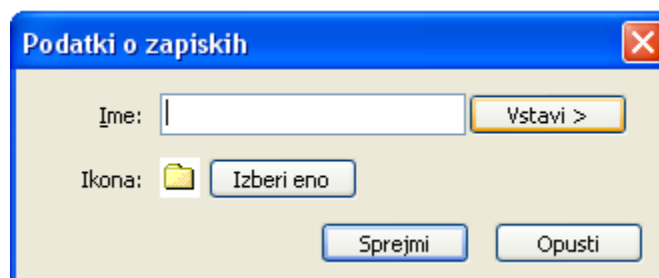 Podatki o zapiskih
Ime: Vstavi >
Ikona: Izberi eno
Sprejmi Opusti